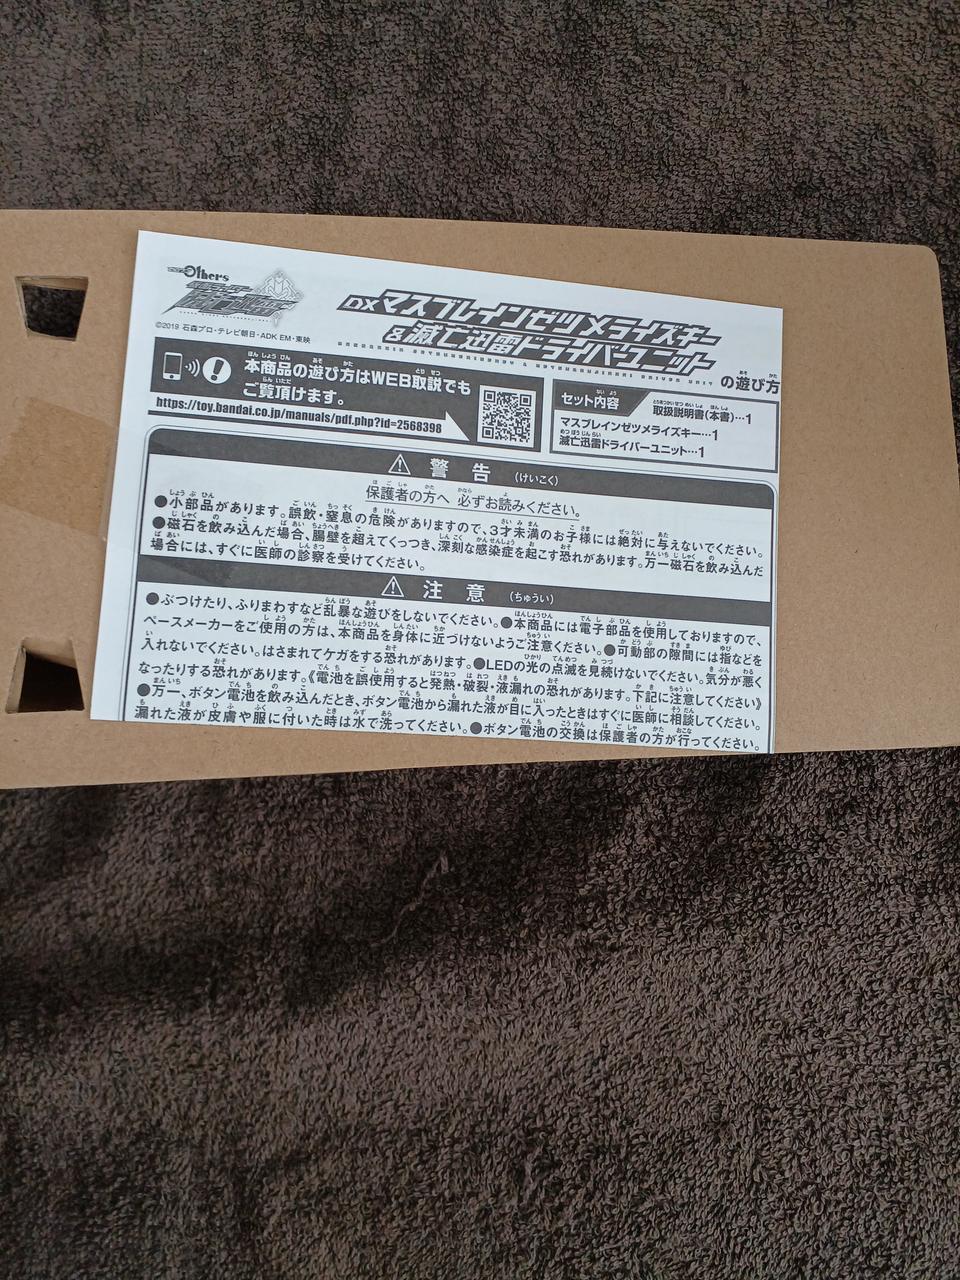 Others
©2019 石森プロ・テレビ朝日・ADK EM・東映
DXマスブレインゼツメライズキー
&滅亡迅雷ドライバーユニット
の遊び方
本商品の遊び方はWEB取説でも
ご覧頂けます。
https://toy.bandai.co.jp/manuals/pdf.php?id=2568398
セット内容
取扱説明書(本書)…1
マスブレインゼツメライズキー…1
滅亡迅雷ドライバーユニット…1
警告 (けいこく)
保護者の方へ 必ずお読みください。
●小部品があります。誤飲・窒息の危険がありますので、3才未満のお子様には絶対に与えないでください。
●磁石を飲み込んだ場合、腸壁を超えてくっつき、深刻な感染症を起こす恐れがあります。万一磁石を飲み込んだ
場合には、すぐに医師の診察を受けてください。
注意 (ちゅうい)
●ぶつけたり、ふりまわすなど乱暴な遊びをしないでください。●本商品には電子部品を使用しておりますので、
ペースメーカーをご使用の方は、本商品を身体に近づけないようご注意ください。●可動部の隙間には指などを
入れないでください。はさまれてケガをする恐れがあります。●LEDの光の点滅を見続けないでください。気分が悪く
なったりする恐れがあります。《電池を誤使用すると発熱・破裂・液漏れの恐れがあります。下記に注意してください》
●万一、ボタン電池を飲み込んだとき、ボタン電池から漏れた液が目に入ったときはすぐに医師に相談してください。
漏れた液が皮膚や服に付いた時は水で洗ってください。●ボタン電池の交換は保護者の方が行ってください。